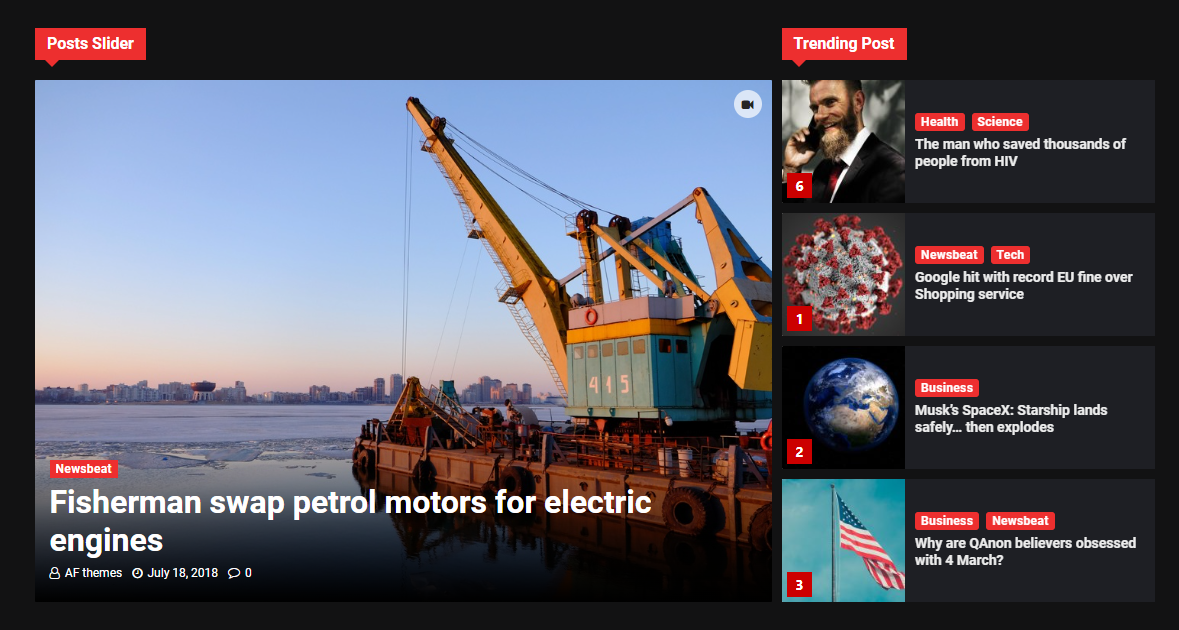 Posts Slider
Newsbeat
Fisherman swap petrol motors for electric
engines
AF themes July 18, 2018 0
415
Trending Post
Health Science
The man who saved thousands of
people from HIV
6
Newsbeat Tech
Google hit with record EU fine over
Shopping service
1
Business
Musk's SpaceX: Starship lands
safely… then explodes
2
Business Newsbeat
Why are QAnon believers obsessed
with 4 March?
3